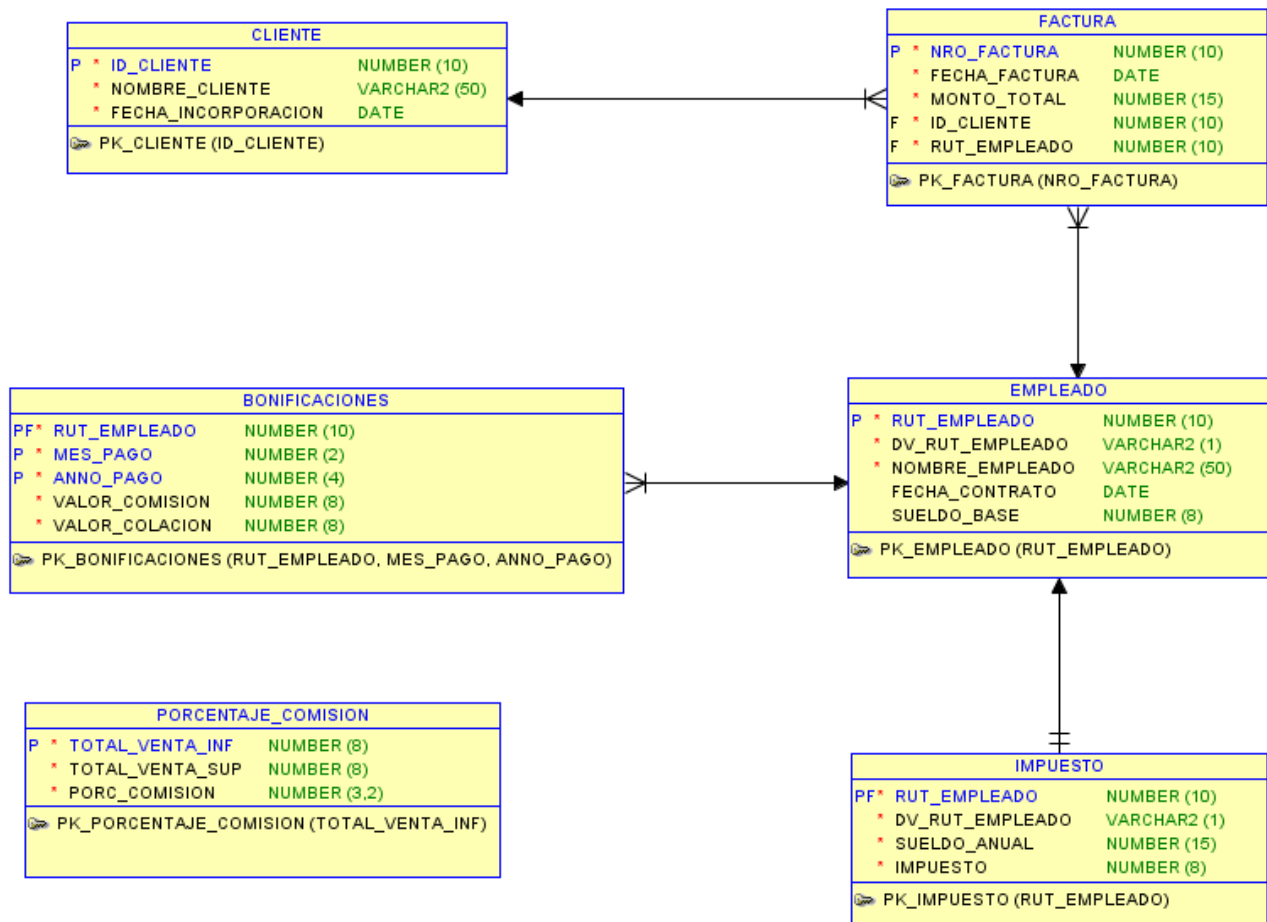 CLIENTE
P * ID_CLIENTE NUMBER (10)
* NOMBRE_CLIENTE VARCHAR2 (50)
* FECHA_INCORPORACION DATE
PK_CLIENTE (ID_CLIENTE)
FACTURA
P * NRO_FACTURA NUMBER (10)
* FECHA_FACTURA DATE
* MONTO_TOTAL NUMBER (15)
F * ID_CLIENTE NUMBER (10)
F * RUT_EMPLEADO NUMBER (10)
PK_FACTURA (NRO_FACTURA)
BONIFICACIONES
PF* RUT_EMPLEADO NUMBER (10)
P * MES_PAGO NUMBER (2)
P * ANNO_PAGO NUMBER (4)
* VALOR_COMISION NUMBER (8)
* VALOR_COLACION NUMBER (8)
PK_BONIFICACIONES (RUT_EMPLEADO, MES_PAGO, ANNO_PAGO)
EMPLEADO
P * RUT_EMPLEADO NUMBER (10)
* DV_RUT_EMPLEADO VARCHAR2 (1)
* NOMBRE_EMPLEADO VARCHAR2 (50)
FECHA_CONTRATO DATE
SUELDO_BASE NUMBER (8)
PK_EMPLEADO (RUT_EMPLEADO)
PORCENTAJE_COMISION
P * TOTAL_VENTA_INF NUMBER (8)
* TOTAL_VENTA_SUP NUMBER (8)
* PORC_COMISION NUMBER (3,2)
PK_PORCENTAJE_COMISION (TOTAL_VENTA_INF)
IMPUESTO
PF* RUT_EMPLEADO NUMBER (10)
* DV_RUT_EMPLEADO VARCHAR2 (1)
* SUELDO_ANUAL NUMBER (15)
* IMPUESTO NUMBER (8)
PK_IMPUESTO (RUT_EMPLEADO)